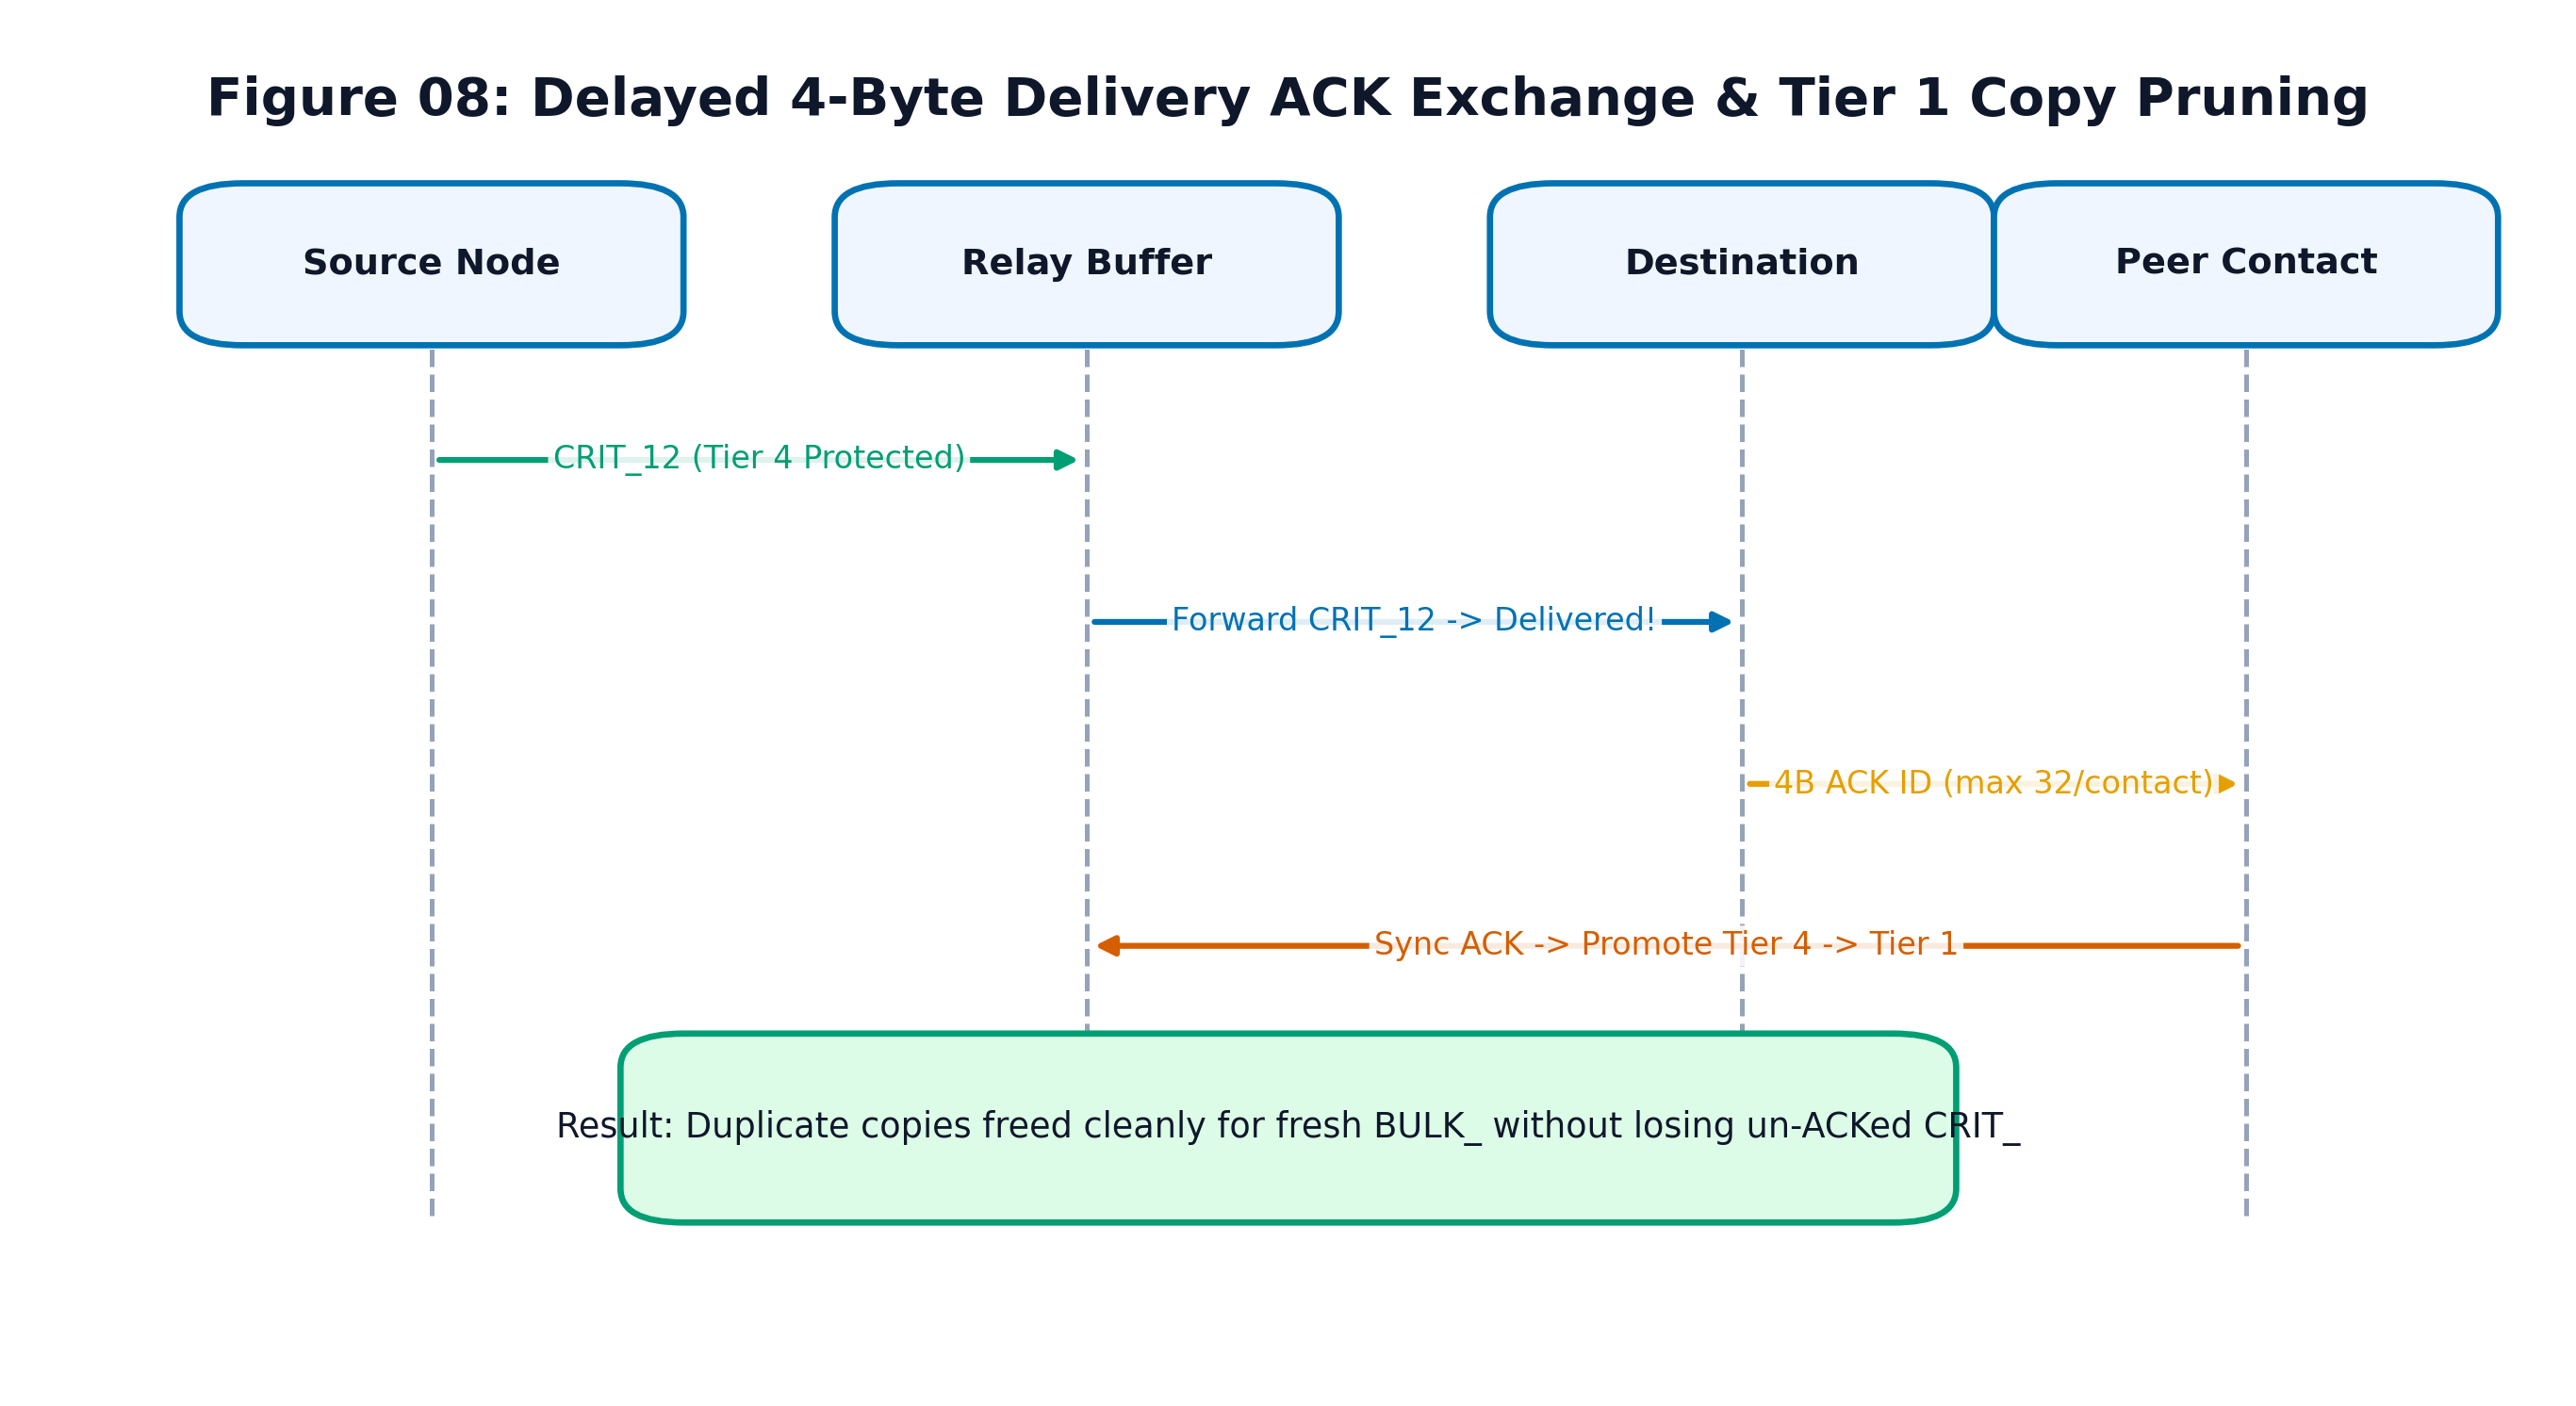 Figure 08: Delayed 4-Byte Delivery ACK Exchange & Tier 1 Copy Pruning
Source Node
Relay Buffer
Destination
Peer Contact
CRIT_12 (Tier 4 Protected)
Forward CRIT_12 -> Delivered!
4B ACK ID (max 32/contact)
Sync ACK -> Promote Tier 4 -> Tier 1
Result: Duplicate copies freed cleanly for fresh BULK_ without losing un-ACKed CRIT_